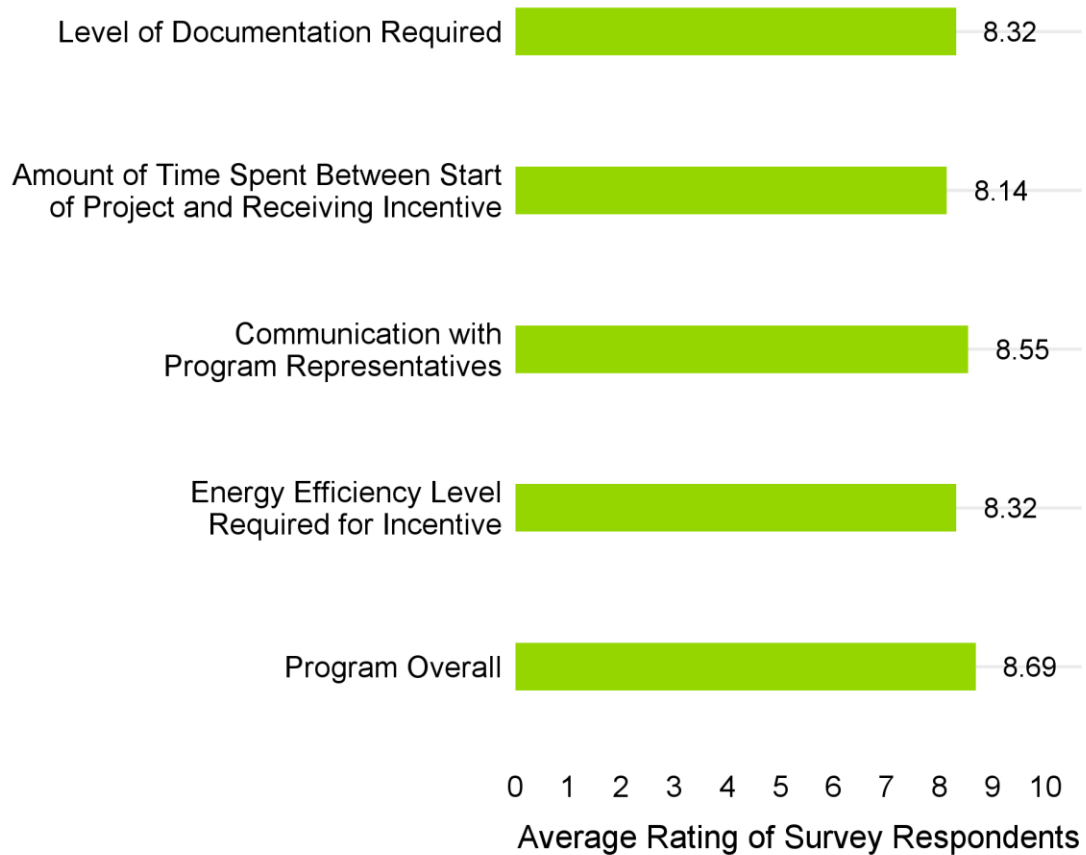 Level of Documentation Required
8.32
Amount of Time Spent Between Start
of Project and Receiving Incentive
8.14
Communication with
Program Representatives
8.55
Energy Efficiency Level
Required for Incentive
8.32
Program Overall
8.69
0 1 2 3 4 5 6 7 8 9 10
Average Rating of Survey Respondents